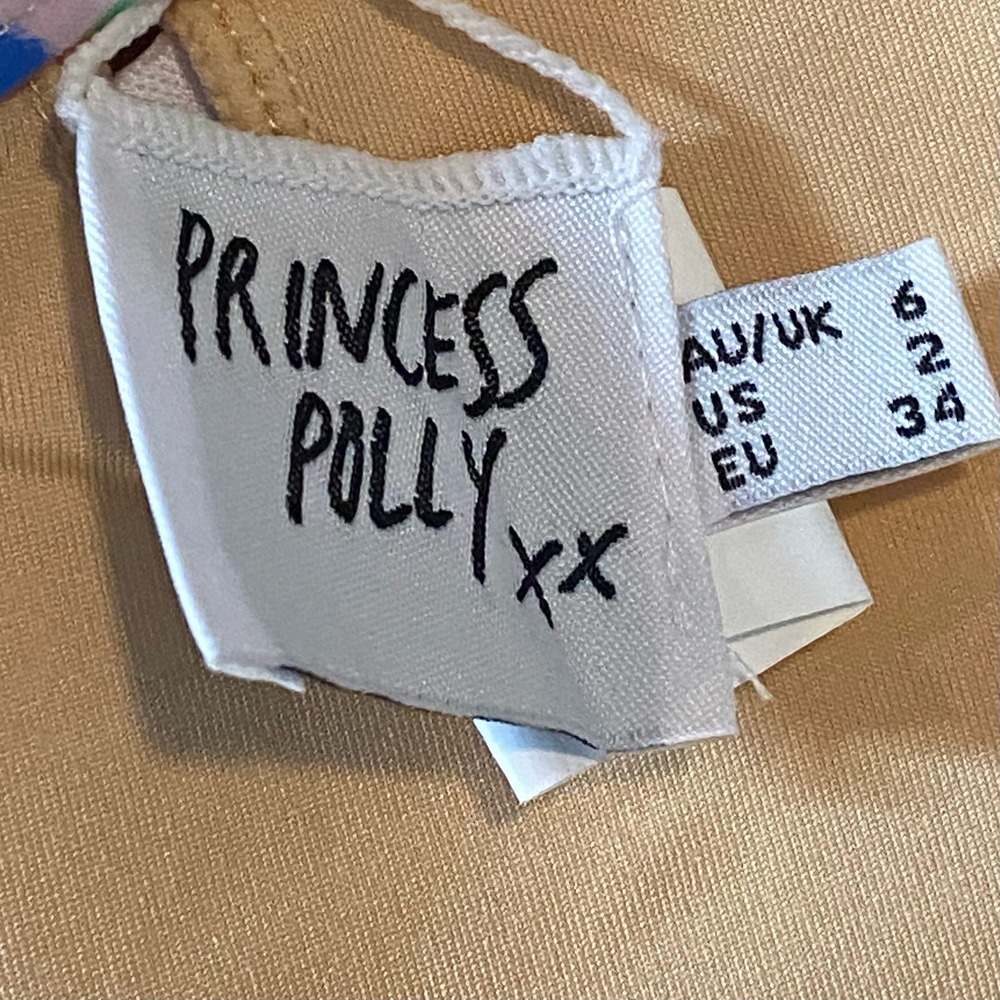 PRINCESS
POLLY
xx
AU/UK 6
US 2
EU 34